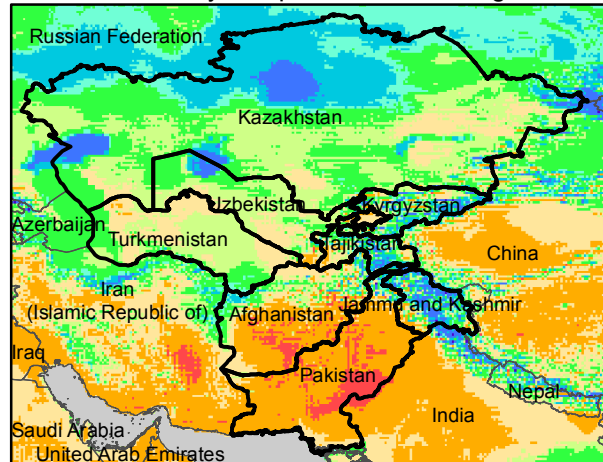 Russian Federation
Kazakhstan
Izbekistan
Kyrgyzstan
Azerbaijan
Turkmenistan
Tajikistan
China
Iran
(Islamic Republic of)
Afghanistan
Jammu and Kashmir
Iraq
Pakistan
Nepal
India
Saudi Arabia
United Arab Emirates